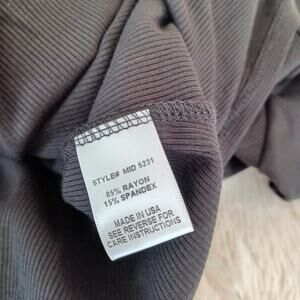 STYLE# MID 5231
85% RAYON
15% SPANDEX
MADE IN USA
SEE REVERSE FOR
CARE INSTRUCTIONS